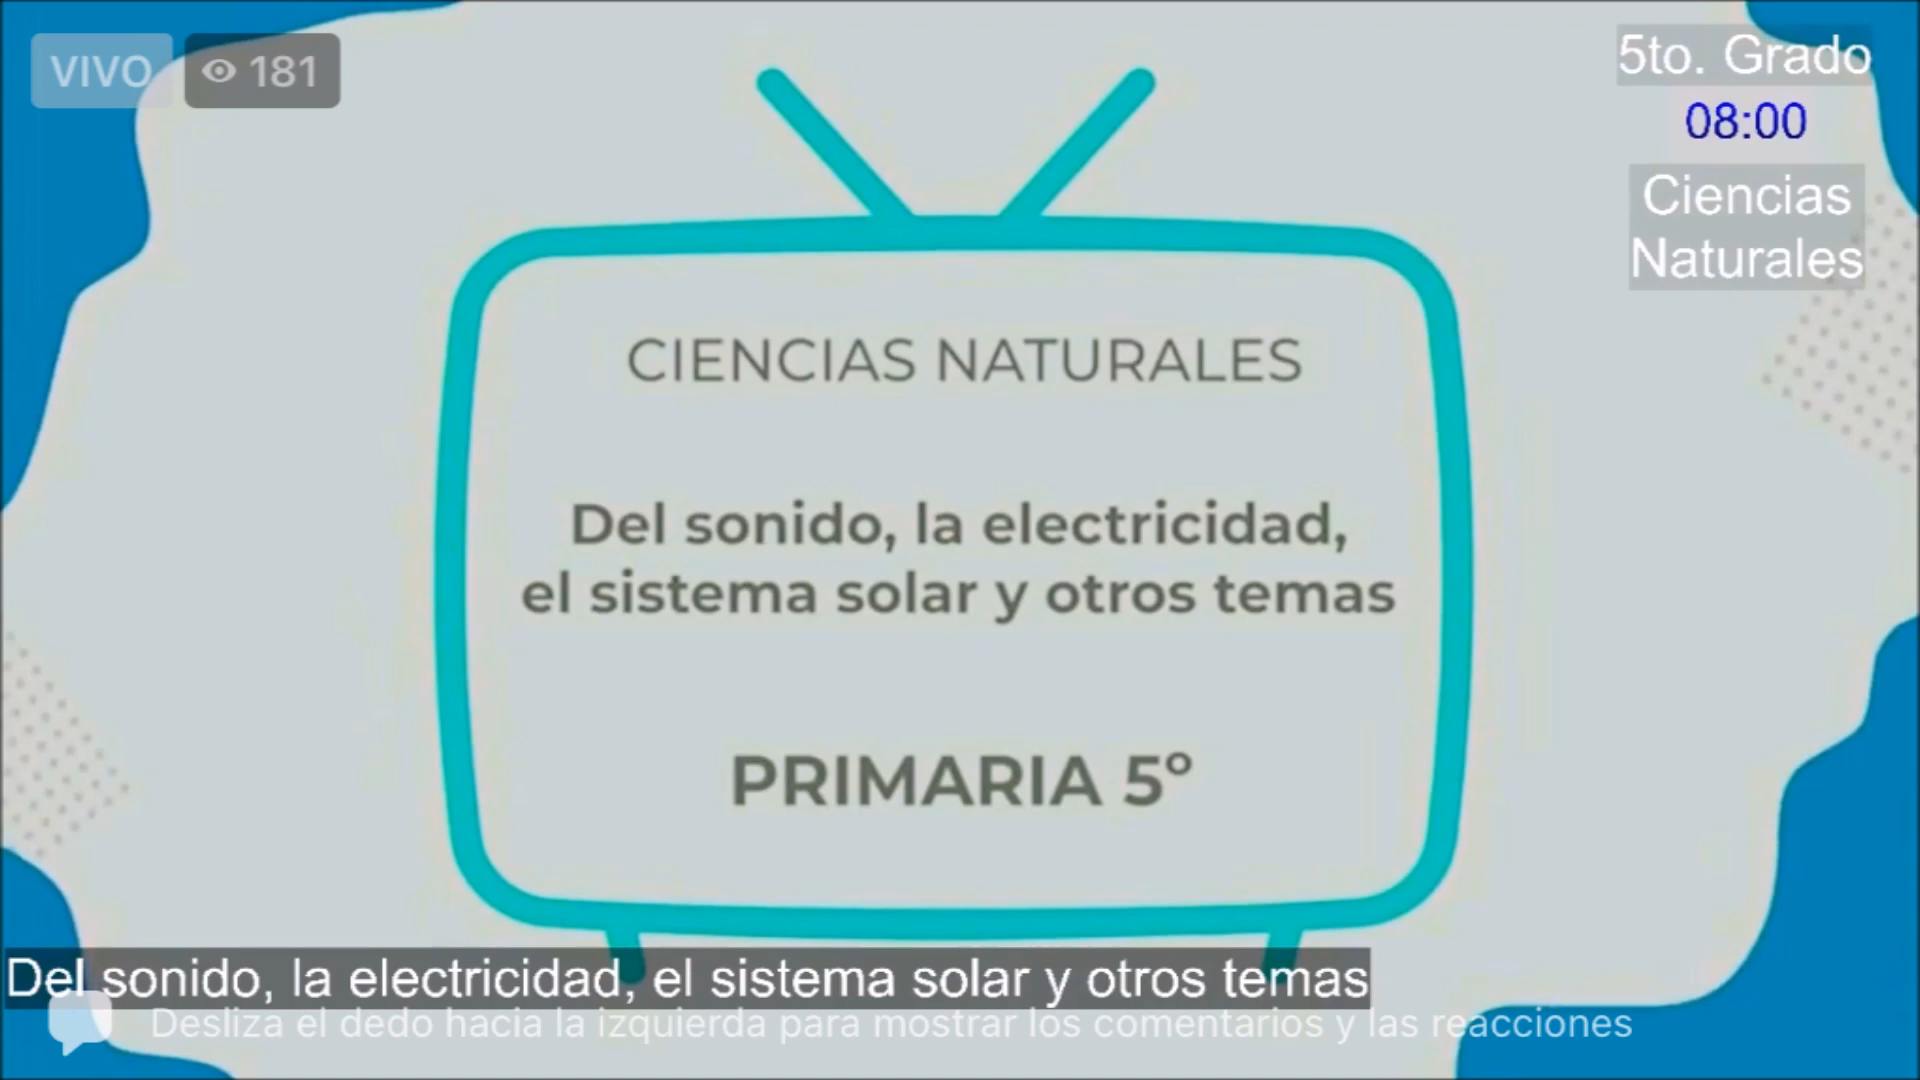 VIVO 181
5to. Grado
08:00
Ciencias
Naturales
CIENCIAS NATURALES
Del sonido, la electricidad,
el sistema solar y otros temas
PRIMARIA 5º
Del sonido, la electricidad, el sistema solar y otros temas
Desliza el dedo hacia la izquierda para mostrar los comentarios y las reacciones